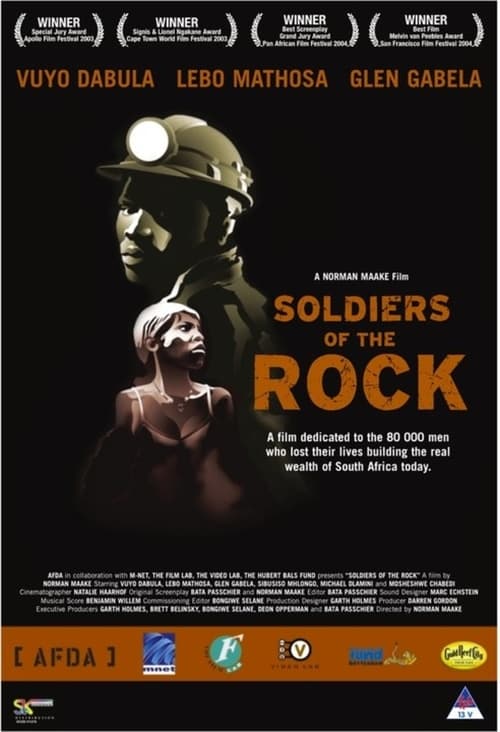 WINNER
Special Jury Award
Apollo Film Festival 2003
WINNER
Signis & Lionel Ngakane Award
Cape Town World Film Festival 2003
WINNER
Best Screenplay
Grand Jury Award
Pan African Film Festival 2004
WINNER
Best Film
Melvin van Peebles Award
San Francisco Film Festival 2004
VUYO DABULA LEBO MATHOSA GLEN GABELA
A NORMAN MAAKE Film
SOLDIERS
OF THE
ROCK
A film dedicated to the 80 000 men
who lost their lives building the real
wealth of South Africa today.
AFDA in collaboration with M-NET, THE FILM LAB, THE VIDEO LAB, THE HUBERT BALS FUND presents "SOLDIERS OF THE ROCK" A film by
NORMAN MAAKE Starring VUYO DABULA, LEBO MATHOSA, GLEN GABELA, SIBUSISO MHLONGO, MICHAEL DLAMINI and MOSHESHWE CHABEDI
Cinematographer NATALIE HAARHOF Original Screenplay BATA PASSCHIER and NORMAN MAAKE Editor BATA PASSCHIER Sound Designer MARC ECHSTEIN
Musical Score BENJAMIN WILLEM Commissioning Editor BONGIWE SELANE Production Designer GARTH HOLMES Producer DARREN GORDON
Executive Producers GARTH HOLMES, BRETT BELINSKY, BONGIWE SELANE, DEON OPPERMAN and BATA PASSCHIER Directed by NORMAN MAAKE
[ AFDA ]
mnet
F
V
VIDEO LAB
Gold Reef City
SK
DISTRIBUTION
13 V